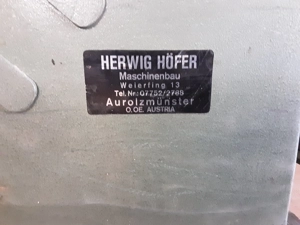 HERWIG HÖFER
Maschinenbau
Weierfing 13
Tel. Nr.: 07752/2785
Aurolzmünster
O.OE. AUSTRIA